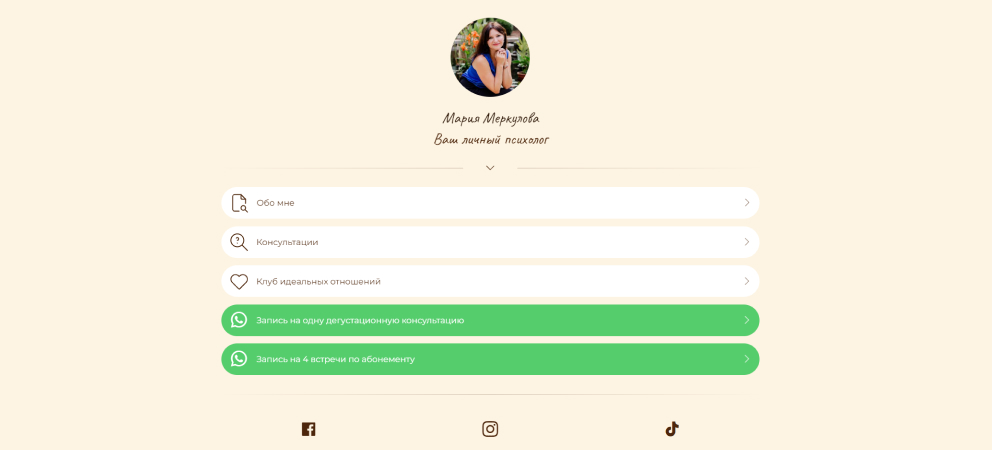 Мария Меркулова
Ваш личный психолог
Обо мне
Консультации
Клуб идеальных отношений
Запись на одну дегустационную консультацию
Запись на 4 встречи по абонементу